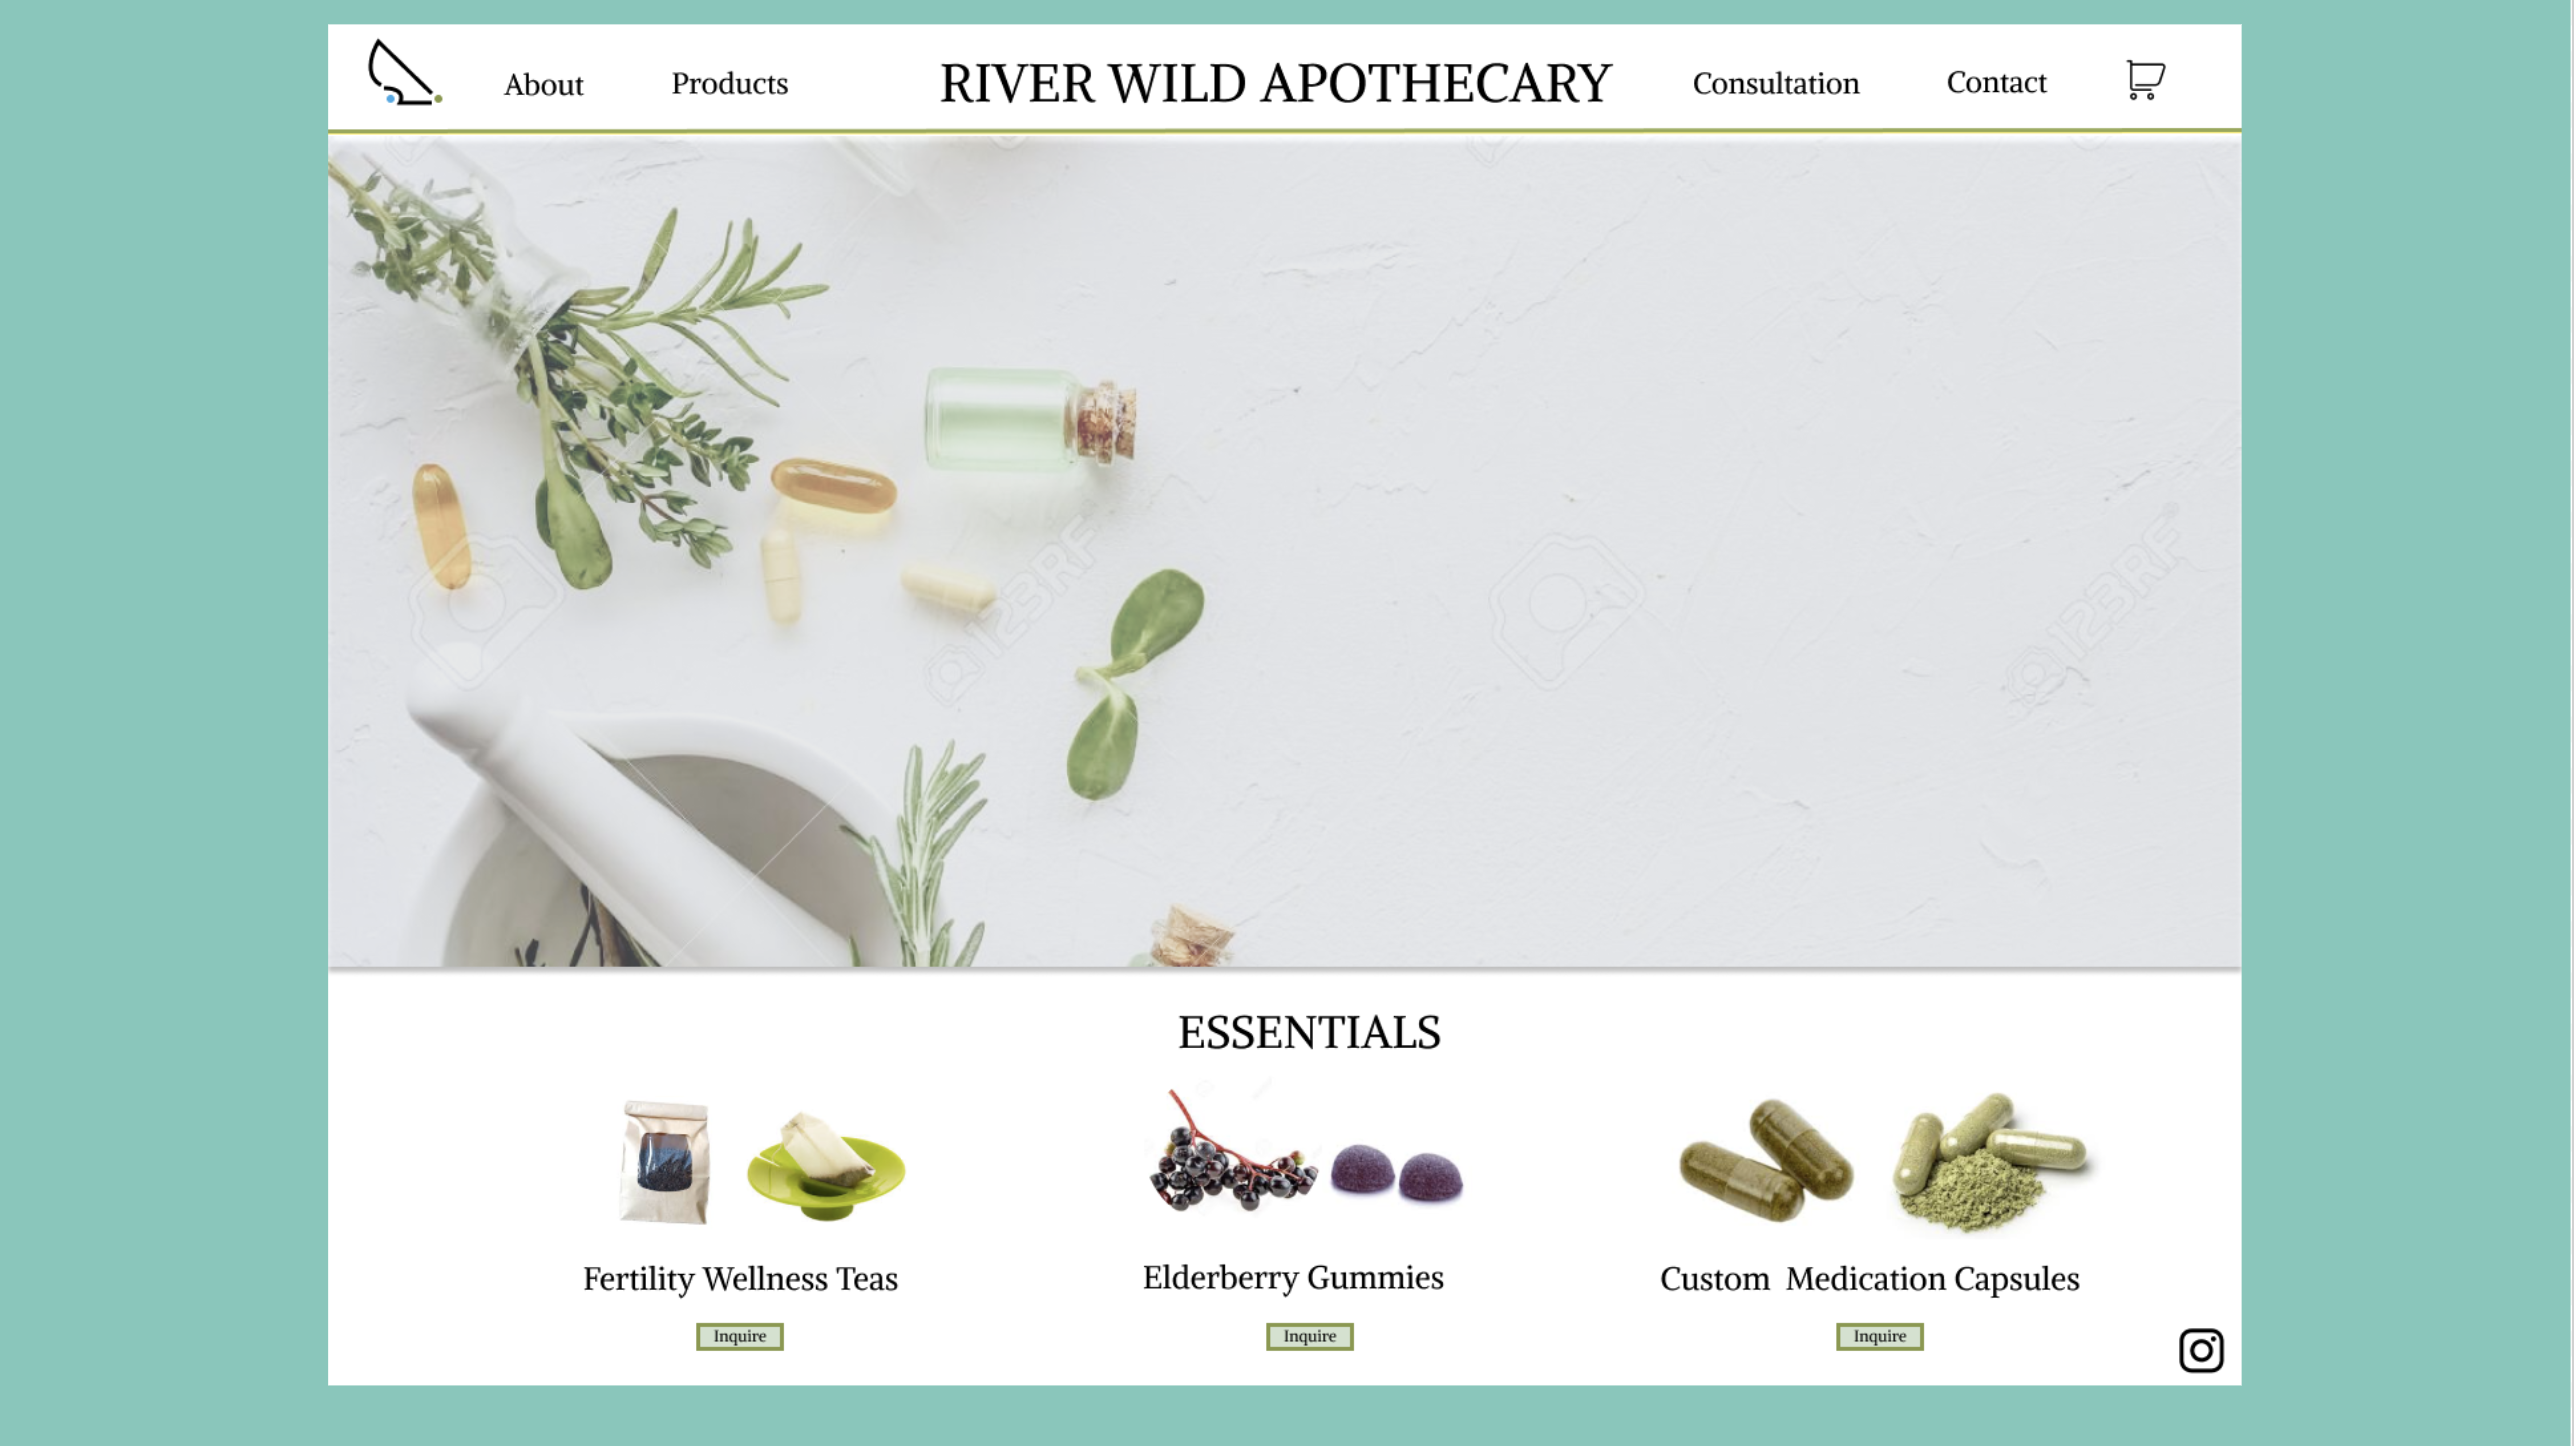 About
Products
RIVER WILD APOTHECARY
Consultation
Contact
123RF
123RF
ESSENTIALS
Fertility Wellness Teas
Elderberry Gummies
Custom  Medication Capsules
Inquire
Inquire
Inquire